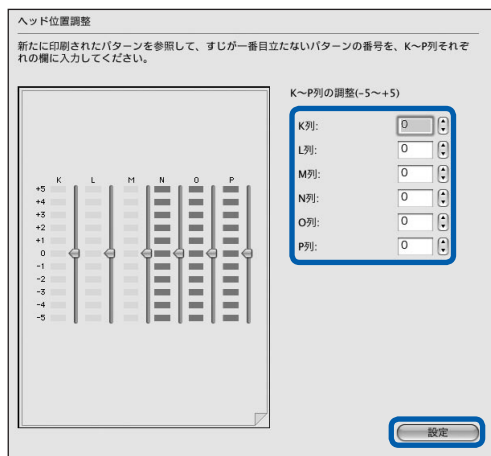 ヘッド位置調整
新たに印刷されたパターンを参照して、すじが一番目立たないパターンの番号を、K～P列それぞ
れの欄に入力してください。
K～P列の調整(-5～+5)
K列: 0
L列: 0
M列: 0
N列: 0
O列: 0
P列: 0
K L M N O P
+5
+4
+3
+2
+1
0
-1
-2
-3
-4
-5
設定